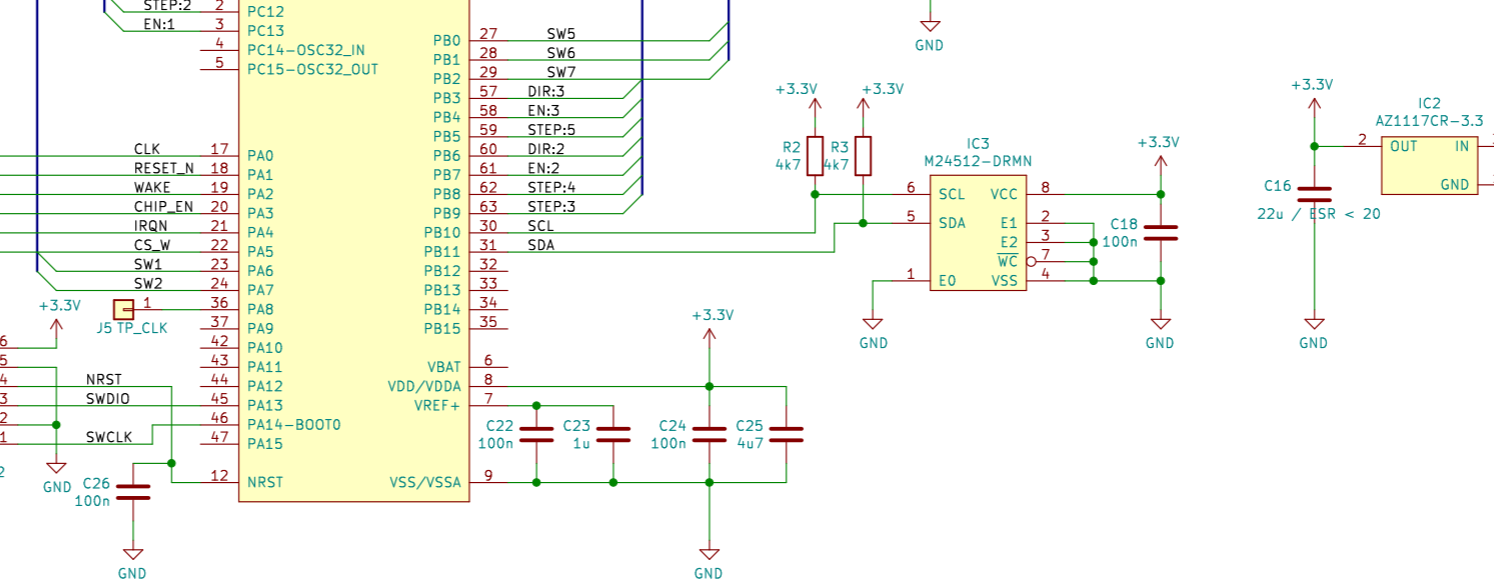 STEP:2 2 PC12
EN:1 3 PC13
4 PC14-OSC32_IN
5 PC15-OSC32_OUT
CLK 17 PA0
RESET_N 18 PA1
WAKE 19 PA2
CHIP_EN 20 PA3
IRQN 21 PA4
CS_W 22 PA5
SW1 23 PA6
SW2 24 PA7
+3.3V
J5 TP_CLK 1 36 PA8
37 PA9
6 42 PA10
5 43 PA11
4 NRST 44 PA12
3 SWDIO 45 PA13
2 46 PA14-BOOT0
1 SWCLK 47 PA15
2
GND
12 NRST
C26
100n
GND
PB0 27 SW5
PB1 28 SW6
PB2 29 SW7
PB3 57 DIR:3
PB4 58 EN:3
PB5 59 STEP:5
PB6 60 DIR:2
PB7 61 EN:2
PB8 62 STEP:4
PB9 63 STEP:3
PB10 30 SCL
PB11 31 SDA
PB12 32
PB13 33
PB14 34
PB15 35
VBAT 6
VDD/VDDA 8
VREF+ 7
VSS/VSSA 9
+3.3V
C22
100n
C23
1u
C24
100n
C25
4u7
GND
GND
+3.3V
+3.3V
R2
4k7
R3
4k7
IC3
M24512-DRMN
6 SCL VCC 8
5 SDA E1 2
E2 3
WC 7
1 E0 VSS 4
GND
+3.3V
C18
100n
GND
+3.3V
C16
22u / ESR < 20
GND
IC2
AZ1117CR-3.3
2 OUT IN
GND